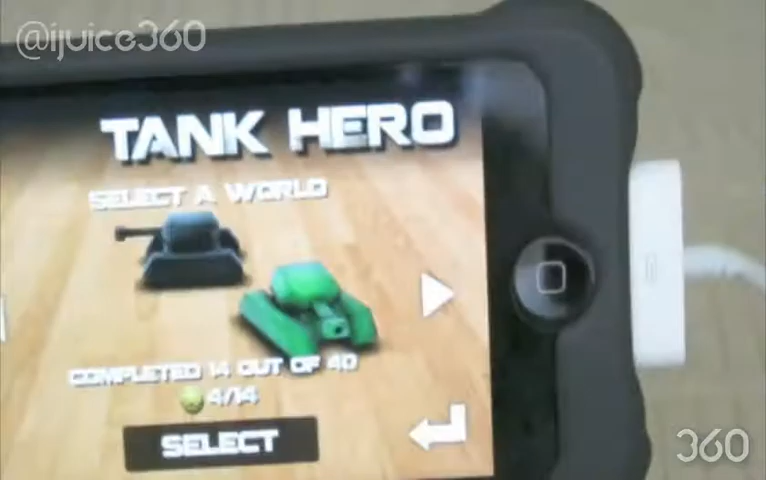 @ijuice360
TANK HERO
SELECT A WORLD
COMPLETED 14 OUT OF 40
4/14
SELECT
360